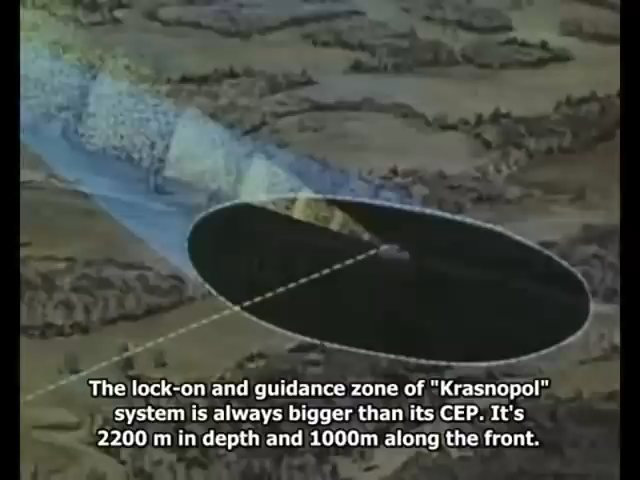 The lock-on and guidance zone of "Krasnopol"
system is always bigger than its CEP. It's
2200 m in depth and 1000m along the front.